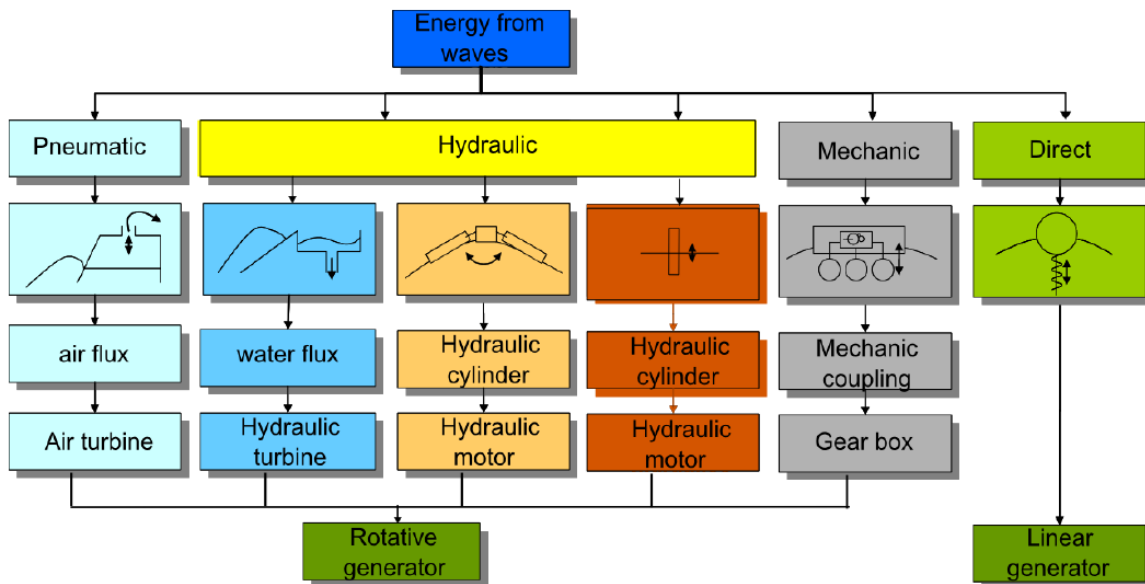 Energy from
waves
Pneumatic
Hydraulic
Mechanic
Direct
air flux
water flux
Hydraulic
cylinder
Hydraulic
cylinder
Mechanic
coupling
Air turbine
Hydraulic
turbine
Hydraulic
motor
Hydraulic
motor
Gear box
Rotative
generator
Linear
generator